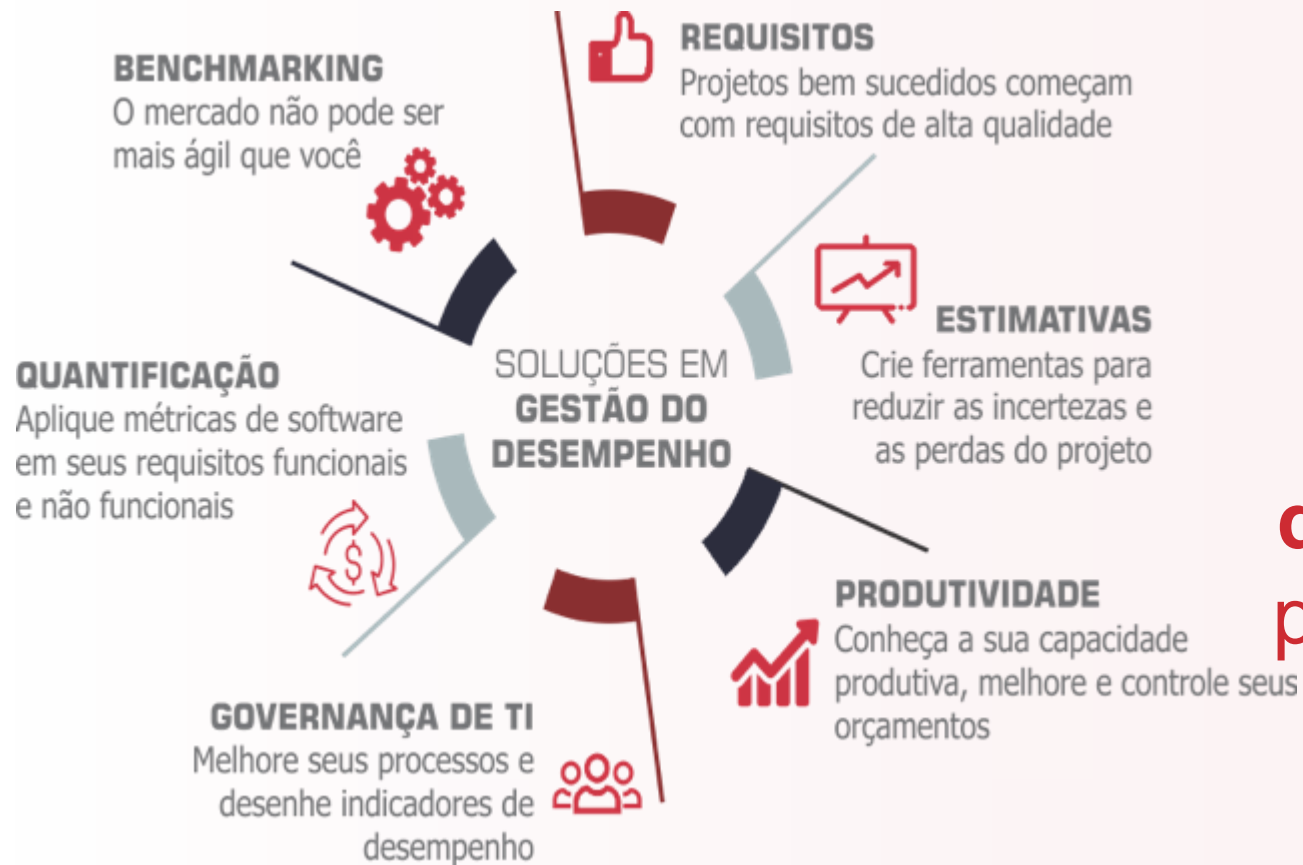 REQUISITOS
Projetos bem sucedidos começam
com requisitos de alta qualidade
BENCHMARKING
O mercado não pode ser
mais ágil que você
ESTIMATIVAS
Crie ferramentas para
reduzir as incertezas e
as perdas do projeto
SOLUÇÕES EM
GESTÃO DO
DESEMPENHO
QUANTIFICAÇÃO
Aplique métricas de software
em seus requisitos funcionais
e não funcionais
$
PRODUTIVIDADE
Conheça a sua capacidade
produtiva, melhore e controle seus
orçamentos
GOVERNANÇA DE TI
Melhore seus processos e
desenhe indicadores de
desempenho